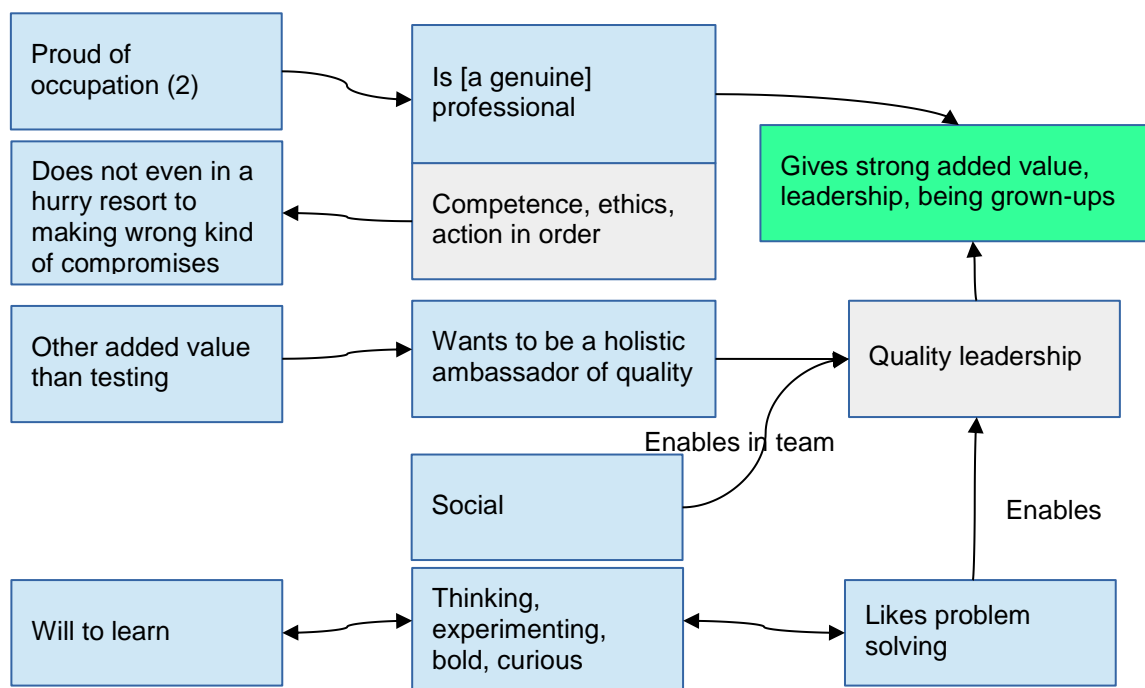 Proud of
occupation (2)
Is [a genuine]
professional
Gives strong added value,
leadership, being grown-ups
Does not even in a
hurry resort to
making wrong kind
of compromises
Competence, ethics,
action in order
Other added value
than testing
Wants to be a holistic
ambassador of quality
Quality leadership
Enables in team
Social
Enables
Will to learn
Thinking,
experimenting,
bold, curious
Likes problem
solving